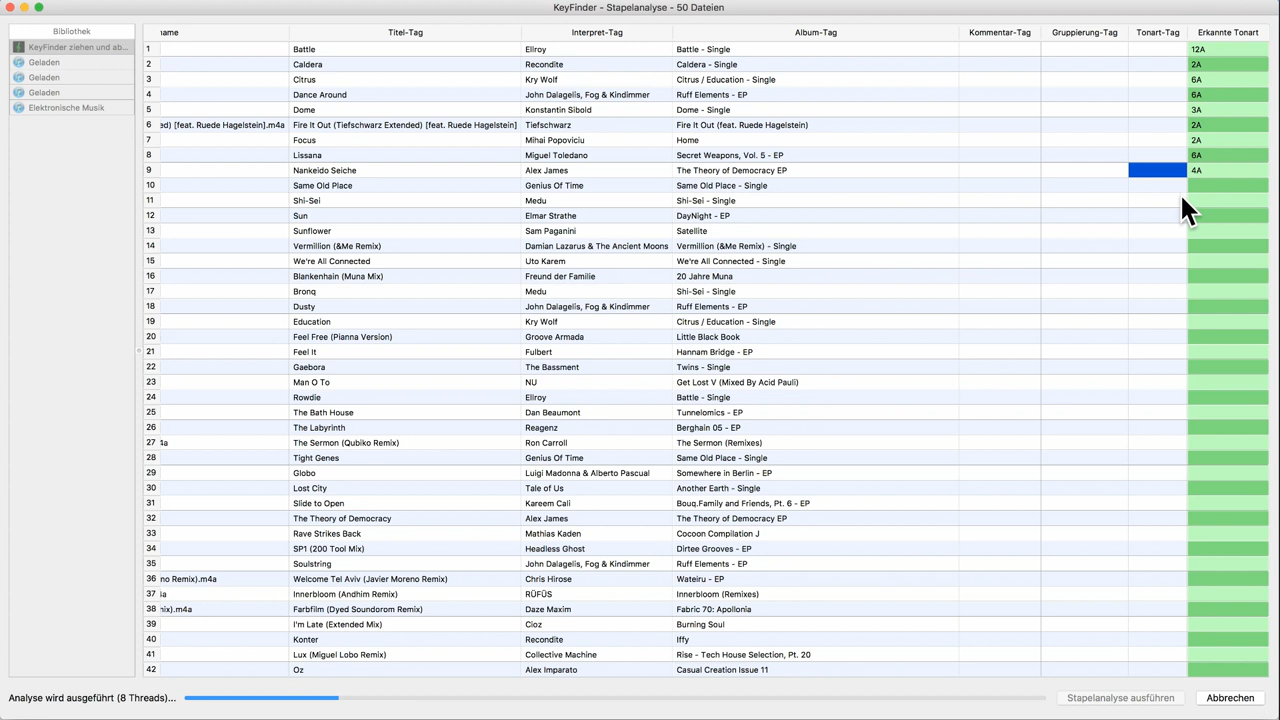 KeyFinder - Stapelanalyse - 50 Dateien
Bibliothek
KeyFinder ziehen und ab...
Geladen
Geladen
Geladen
Elektronische Musik
ame Titel-Tag Interpret-Tag Album-Tag Kommentar-Tag Gruppierung-Tag Tonart-Tag Erkannte Tonart
1 Battle Ellroy Battle - Single 12A
2 Caldera Recondite Caldera - Single 2A
3 Citrus Kry Wolf Citrus / Education - Single 6A
4 Dance Around John Dalagelis, Fog & Kindimmer Ruff Elements - EP 6A
5 Dome Konstantin Sibold Dome - Single 3A
6 ed) [feat. Ruede Hagelstein].m4a Fire It Out (Tiefschwarz Extended) [feat. Ruede Hagelstein] Tiefschwarz Fire It Out (feat. Ruede Hagelstein) 2A
7 Focus Mihai Popoviciu Home 2A
8 Lissana Miguel Toledano Secret Weapons, Vol. 5 - EP 6A
9 Nankeido Seiche Alex James The Theory of Democracy EP 4A
10 Same Old Place Genius Of Time Same Old Place - Single
11 Shi-Sei Medu Shi-Sei - Single
12 Sun Elmar Strathe DayNight - EP
13 Sunflower Sam Paganini Satellite
14 Vermillion (&Me Remix) Damian Lazarus & The Ancient Moons Vermillion (&Me Remix) - Single
15 We're All Connected Uto Karem We're All Connected - Single
16 Blankenhain (Muna Mix) Freund der Familie 20 Jahre Muna
17 Bronq Medu Shi-Sei - Single
18 Dusty John Dalagelis, Fog & Kindimmer Ruff Elements - EP
19 Education Kry Wolf Citrus / Education - Single
20 Feel Free (Pianna Version) Groove Armada Little Black Book
21 Feel It Fulbert Hannam Bridge - EP
22 Gaebora The Bassment Twins - Single
23 Man O To NU Get Lost V (Mixed By Acid Pauli)
24 Rowdie Ellroy Battle - Single
25 The Bath House Dan Beaumont Tunnelomics - EP
26 The Labyrinth Reagenz Berghain 05 - EP
27 4a The Sermon (Qubiko Remix) Ron Carroll The Sermon (Remixes)
28 Tight Genes Genius Of Time Same Old Place - Single
29 Globo Luigi Madonna & Alberto Pascual Somewhere in Berlin - EP
30 Lost City Tale of Us Another Earth - Single
31 Slide to Open Kareem Cali Bouq.Family and Friends, Pt. 6 - EP
32 The Theory of Democracy Alex James The Theory of Democracy EP
33 Rave Strikes Back Mathias Kaden Cocoon Compilation J
34 SP1 (200 Tool Mix) Headless Ghost Dirtee Grooves - EP
35 Soulstring John Dalagelis, Fog & Kindimmer Ruff Elements - EP
36 no Remix).m4a Welcome Tel Aviv (Javier Moreno Remix) Chris Hirose Wateiru - EP
37 4a Innerbloom (Andhim Remix) RÜFÜS Innerbloom (Remixes)
38 nix).m4a Farbfilm (Dyed Soundorom Remix) Daze Maxim Fabric 70: Apollonia
39 I'm Late (Extended Mix) Cioz Burning Soul
40 Konter Recondite Iffy
41 Lux (Miguel Lobo Remix) Collective Machine Rise - Tech House Selection, Pt. 20
42 Oz Alex Imparato Casual Creation Issue 11
Analyse wird ausgeführt (8 Threads)... Stapelanalyse ausführen Abbrechen